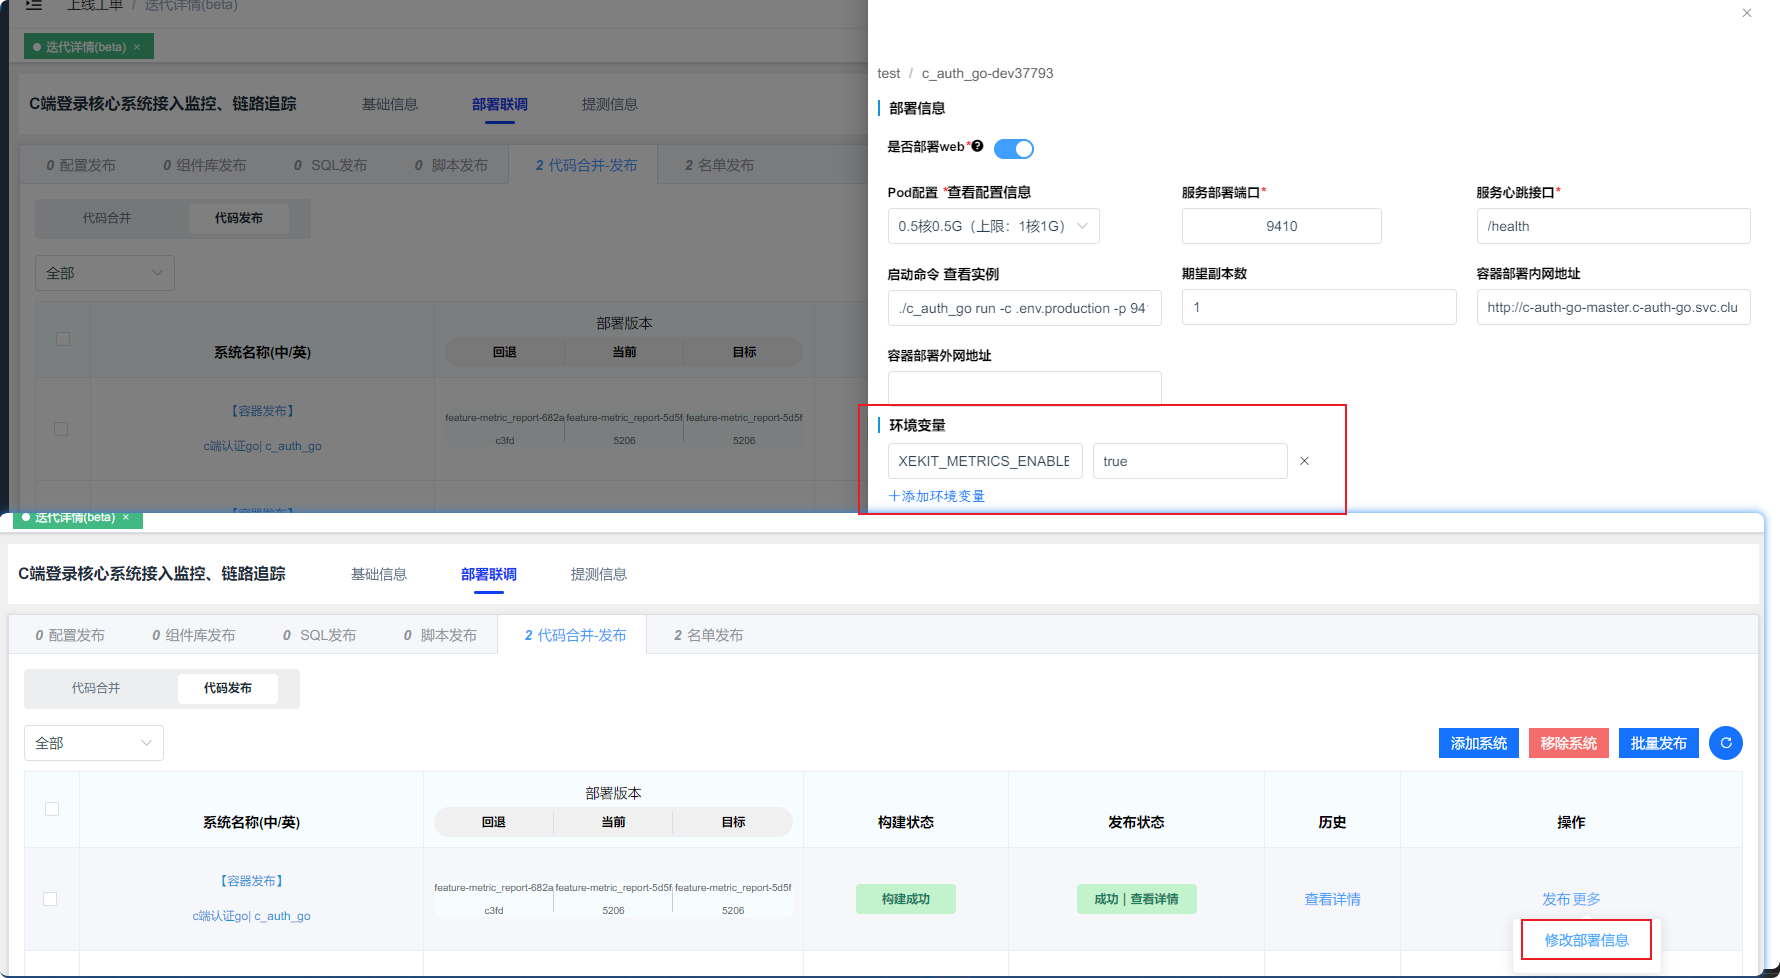 上线工单 / 迭代详情(beta)
迭代详情(beta) ×
C端登录核心系统接入监控、链路追踪 基础信息 部署联调 提测信息
0 配置发布 0 组件库发布 0 SQL发布 0 脚本发布 2 代码合并-发布 2 名单发布
代码合并 代码发布
全部
系统名称(中/英) 部署版本
回退 当前 目标
【容器发布】
c端认证go| c_auth_go
feature-metric_report-682a feature-metric_report-5d5f feature-metric_report-5d5f
c3fd 5206 5206
【容器发布】
test / c_auth_go-dev37793
部署信息
是否部署web*
Pod配置 *查看配置信息 服务部署端口* 服务心跳接口*
0.5核0.5G（上限：1核1G） 9410 /health
启动命令 查看实例 期望副本数 容器部署内网地址
./c_auth_go run -c .env.production -p 94 1 http://c-auth-go-master.c-auth-go.svc.clu
容器部署外网地址
环境变量
XEKIT_METRICS_ENABLE true ×
+添加环境变量
迭代详情(beta) ×
C端登录核心系统接入监控、链路追踪 基础信息 部署联调 提测信息
0 配置发布 0 组件库发布 0 SQL发布 0 脚本发布 2 代码合并-发布 2 名单发布
代码合并 代码发布
全部 添加系统 移除系统 批量发布
部署版本
系统名称(中/英) 回退 当前 目标 构建状态 发布状态 历史 操作
【容器发布】
c端认证go| c_auth_go
feature-metric_report-682a feature-metric_report-5d5f feature-metric_report-5d5f
c3fd 5206 5206
构建成功 成功 | 查看详情 查看详情 发布 更多
修改部署信息